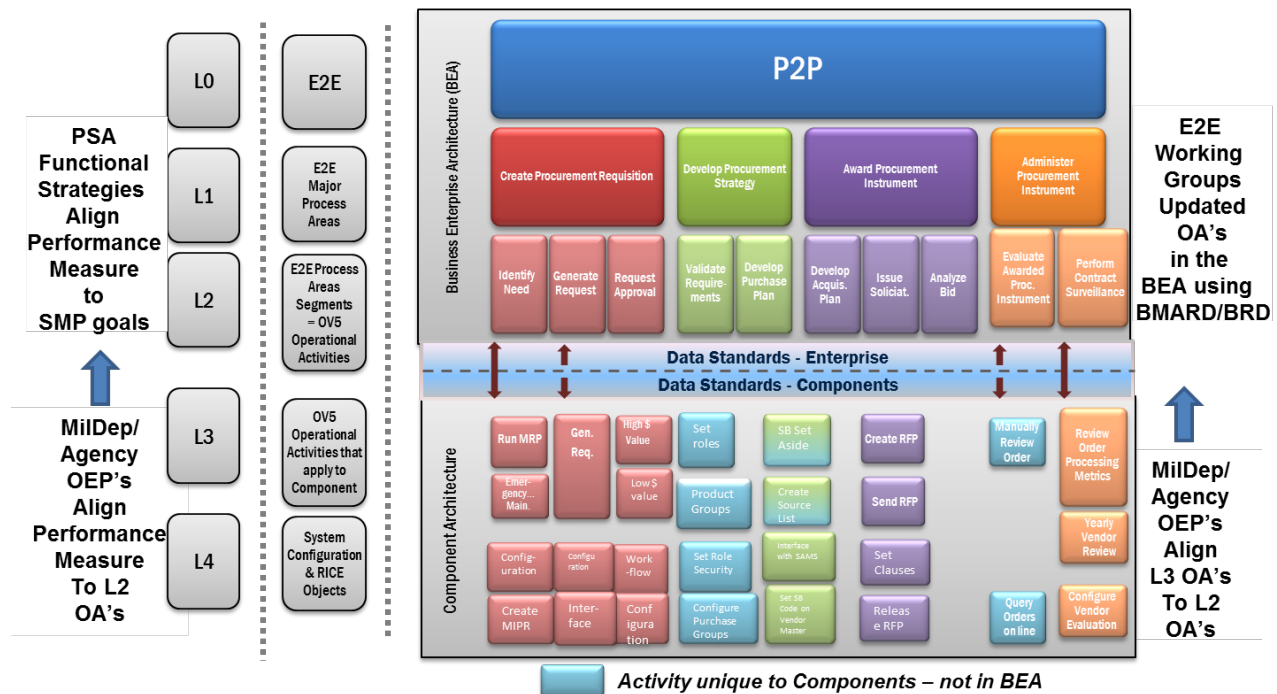 L0
L1
L2
L3
L4
PSA
Functional
Strategies
Align
Performance
Measure
to
SMP goals
MilDep/
Agency
OEP's
Align
Performance
Measure
To L2
OA's
E2E
E2E
Major
Process
Areas
E2E Process
Areas
Segments
= OV5
Operational
Activities
OV5
Operational
Activities that
apply to
Component
System
Configuration
& RICE
Objects
Business Enterprise Architecture (BEA)
P2P
Create Procurement Requisition
Develop Procurement
Strategy
Award Procurement
Instrument
Administer
Procurement
Instrument
Identify
Need
Generate
Request
Request
Approval
Validate
Require-
ments
Develop
Purchase
Plan
Develop
Acquis.
Plan
Issue
Soliciat.
Analyze
Bid
Evaluate
Awarded
Proc.
Instrument
Perform
Contract
Surveillance
Data Standards - Enterprise
Data Standards - Components
Component Architecture
Run MRP
Gen.
Req.
High $
Value
Set
roles
SB Set
Aside
Create RFP
Manually
Review
Order
Review
Order
Processing
Metrics
Emer-
gency...
Main.
Low $
value
Product
Groups
Create
Source
List
Send RFP
Yearly
Vendor
Review
Config-
uration
Configu
ration
Work
-flow
Set Role
Security
Interface
with SAMS
Set
Clauses
Create
MIPR
Inter-
face
Conf
igura
tion
Configure
Purchase
Groups
Set SB
Code on
Vendor
Master
Releas
e RFP
Query
Orders
on line
Configure
Vendor
Evaluation
E2E
Working
Groups
Updated
OA's
in the
BEA using
BMARD/BRD
MilDep/
Agency
OEP's
Align
L3 OA's
To L2
OA's
Activity unique to Components – not in BEA